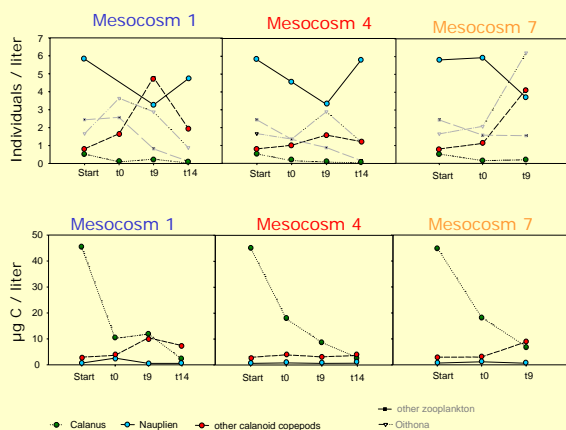 Mesocosm 1 Mesocosm 4 Mesocosm 7
Individuals / liter
7
6
5
4
3
2
1
0
Start t0 t9 t14 Start t0 t9 t14 Start t0 t9
Mesocosm 1 Mesocosm 4 Mesocosm 7
µg C / liter
50
40
30
20
10
0
Start t0 t9 t14 Start t0 t9 t14 Start t0 t9
other zooplankton
Calanus Nauplien other calanoid copepods Oithona